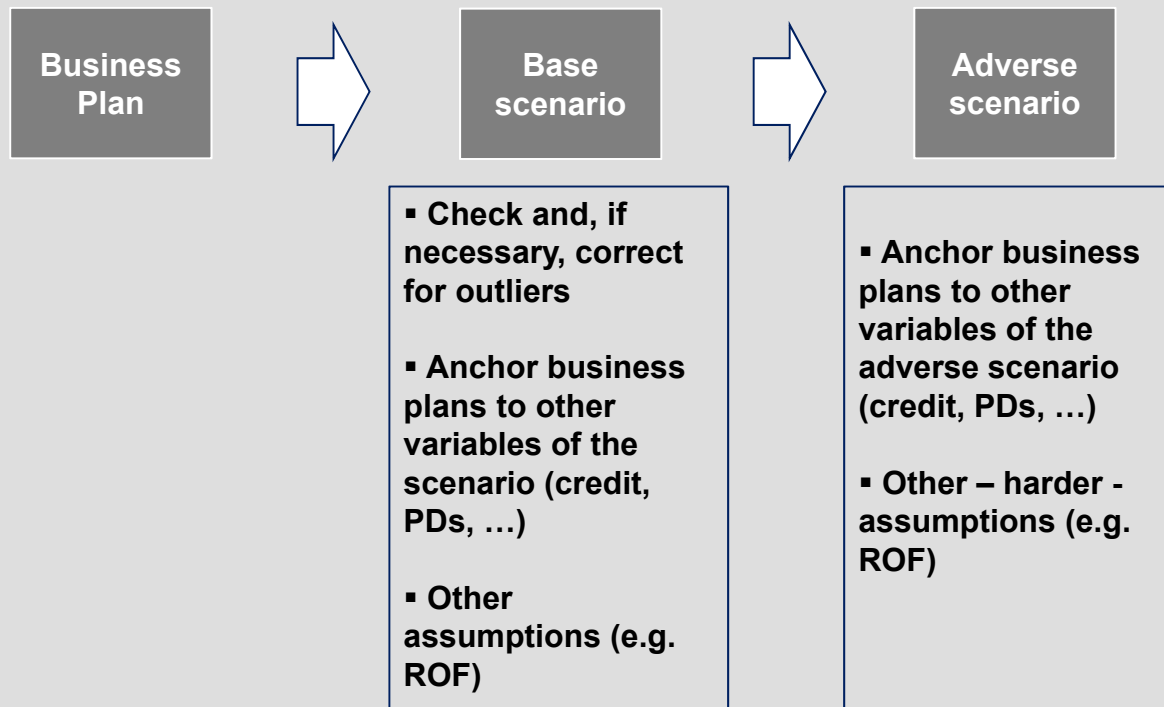 Business
Plan
Base
scenario
Adverse
scenario
▪ Check and, if
necessary, correct
for outliers
▪ Anchor business
plans to other
variables of the
scenario (credit,
PDs, …)
▪ Other
assumptions (e.g.
ROF)
▪ Anchor business
plans to other
variables of the
adverse scenario
(credit, PDs, …)
▪ Other – harder -
assumptions (e.g.
ROF)